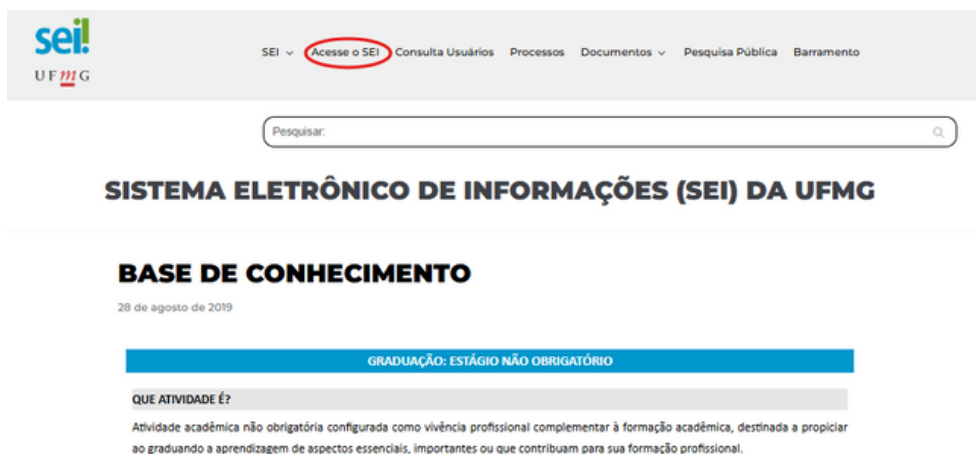 sei!
UFMG
SEI Acesse o SEI Consulta Usuários Processos Documentos Pesquisa Pública Barramento
Pesquisar:
SISTEMA ELETRÔNICO DE INFORMAÇÕES (SEI) DA UFMG
BASE DE CONHECIMENTO
28 de agosto de 2019
GRADUAÇÃO: ESTÁGIO NÃO OBRIGATÓRIO
QUE ATIVIDADE É?
Atividade acadêmica não obrigatória configurada como vivência profissional complementar à formação acadêmica, destinada a propiciar
ao graduando a aprendizagem de aspectos essenciais, importantes ou que contribuam para sua formação profissional.